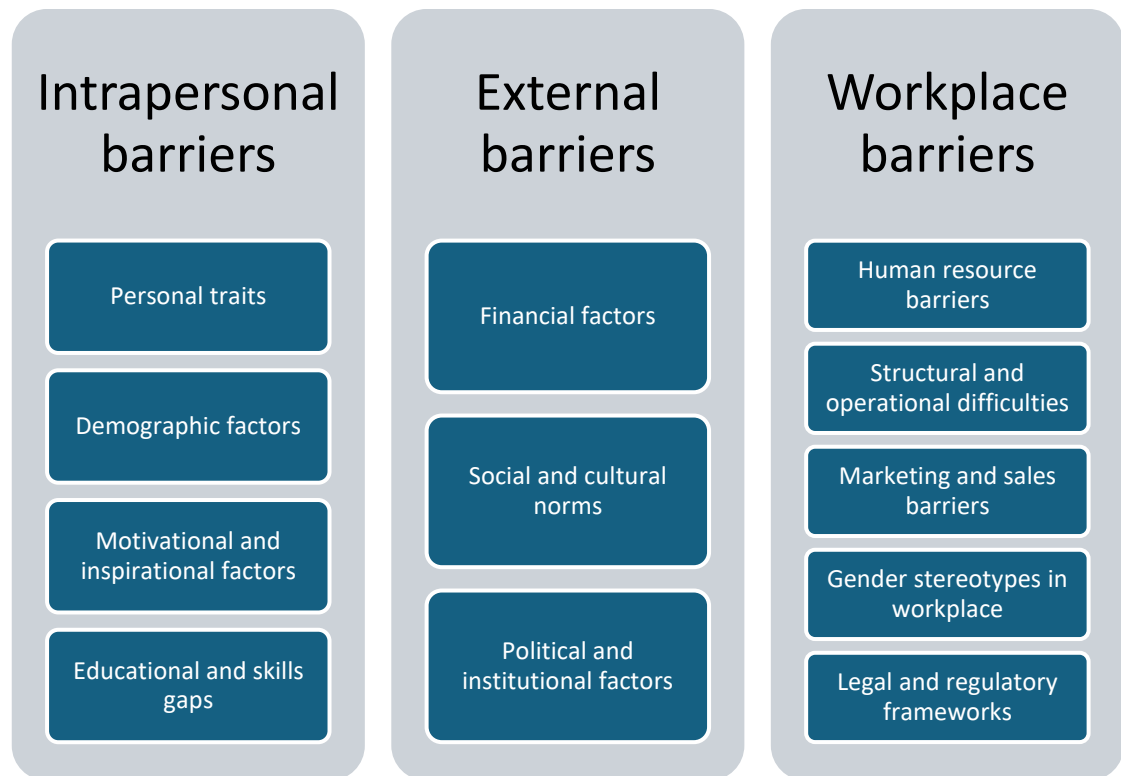 Intrapersonal
barriers
Personal traits
Demographic factors
Motivational and
inspirational factors
Educational and skills
gaps
External
barriers
Financial factors
Social and cultural
norms
Political and
institutional factors
Workplace
barriers
Human resource
barriers
Structural and
operational difficulties
Marketing and sales
barriers
Gender stereotypes in
workplace
Legal and regulatory
frameworks